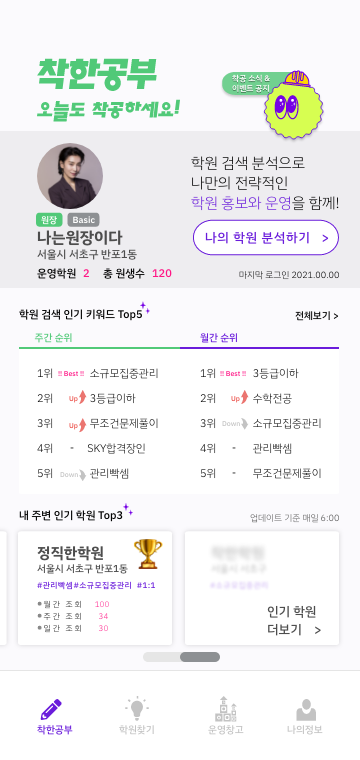 착한공부
오늘도 착공하세요!
착공 소식 &
이벤트 공지
원장 Basic
나는원장이다
서울시 서초구 반포1동
운영학원 2 총 원생수 120
학원 검색 분석으로
나만의 전략적인
학원 홍보와 운영을 함께!
나의 학원 분석하기 >
마지막 로그인 2021.00.00
학원 검색 인기 키워드 Top5
전체보기 >
주간 순위
월간 순위
1위 Best 소규모집중관리
2위 Up 3등급이하
3위 Up 무조건문제풀이
4위 - SKY합격장인
5위 Down 관리빡셈
1위 Best 3등급이하
2위 Up 수학전공
3위 Down 소규모집중관리
4위 - 관리빡셈
5위 - 무조건문제풀이
내 주변 인기 학원 Top3
업데이트 기준 매일 6:00
정직한학원
서울시 서초구 반포1동
#관리빡셈#소규모집중관리 #1:1
월간 조회 100
주간 조회 34
일간 조회 30
인기 학원
더보기 >
착한공부
학원찾기
운영창고
나의정보